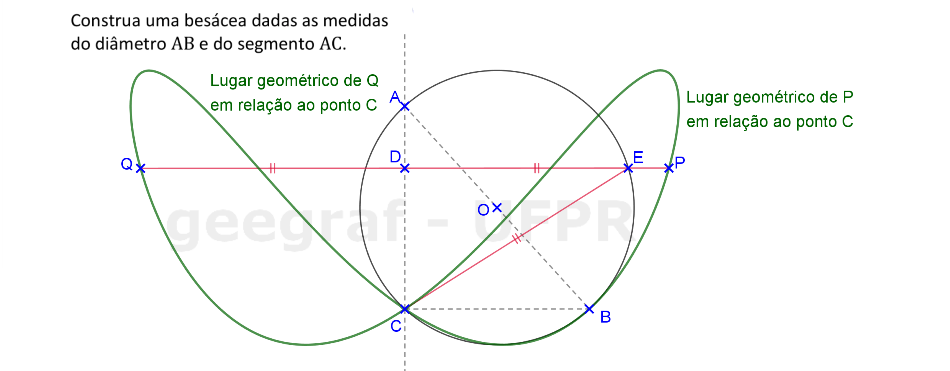 Construa uma besácea dadas as medidas
do diâmetro AB e do segmento AC.
Lugar geométrico de Q
em relação ao ponto C
Lugar geométrico de P
em relação ao ponto C
A
Q
D
E
P
O
geegraf - UFPR
C
B